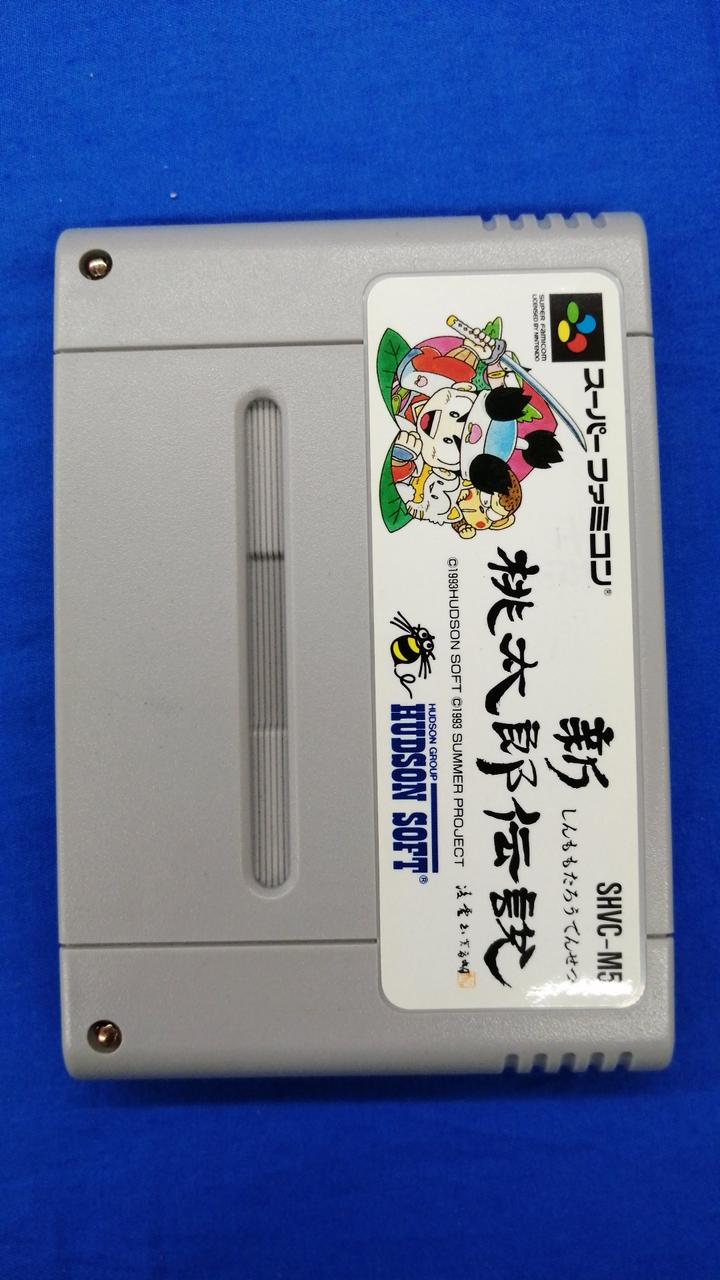 スーパーファミコン®
SHVC-M5
SUPER Famicom
LICENSED BY NINTENDO
新
しんももたろうでんせつ
桃太郎伝説
©1993HUDSON SOFT ©1993 SUMMER PROJECT
HUDSON GROUP
HUDSON SOFT®